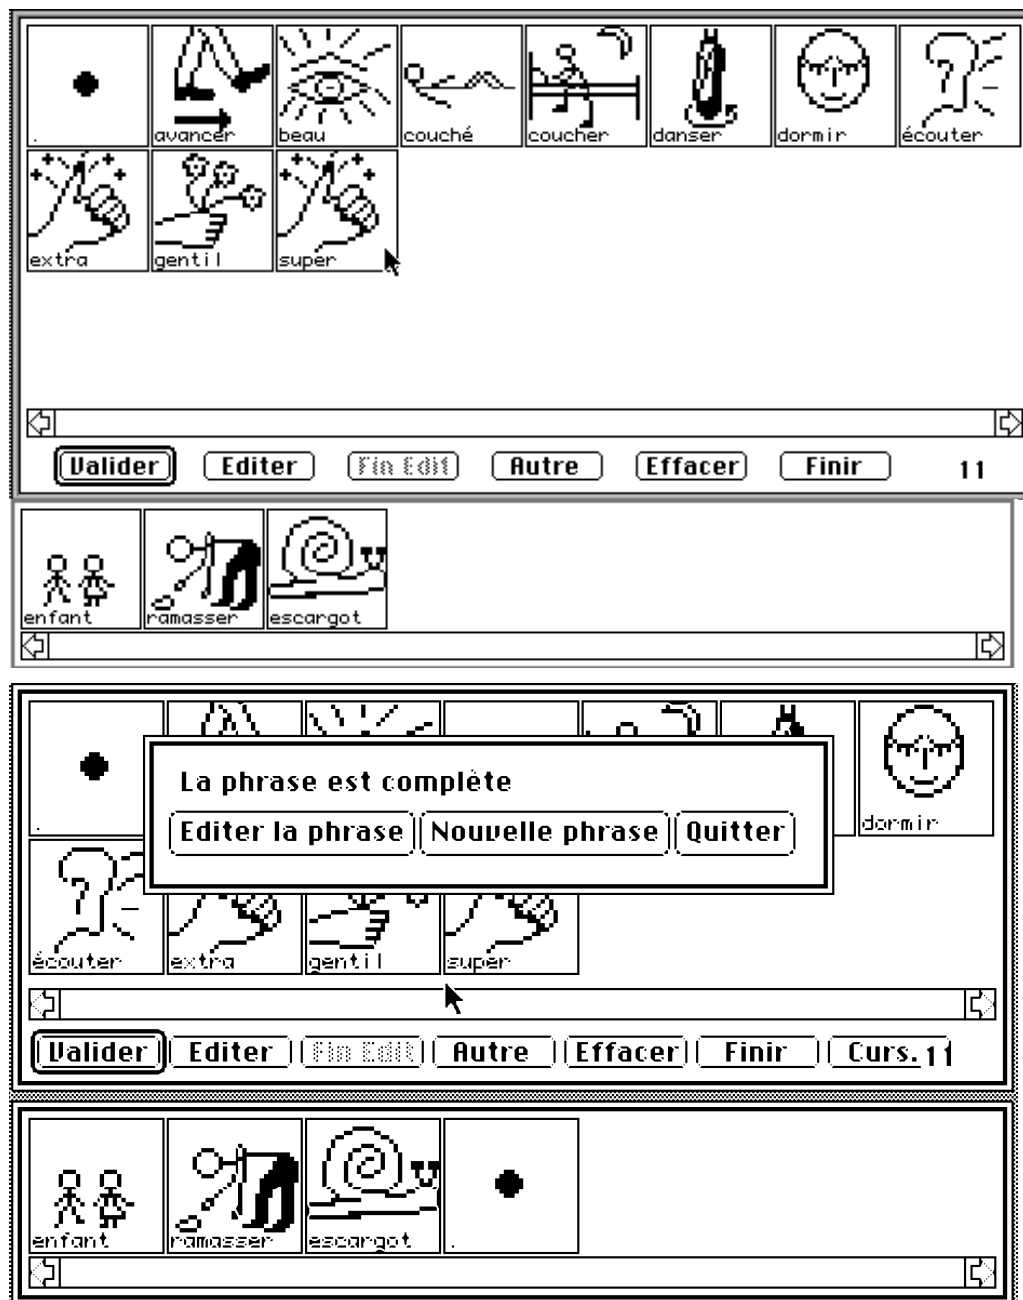 . avancer beau couché coucher danser dormir écouter
extra gentil super
Valider Editer Fin Edit Autre Effacer Finir 11
enfant ramasser escargot
La phrase est complète
Editer la phrase Nouvelle phrase Quitter
. dormir
écouter extra gentil super
Valider Editer Fin Edit Autre Effacer Finir Curs. 11
enfant ramasser escargot .